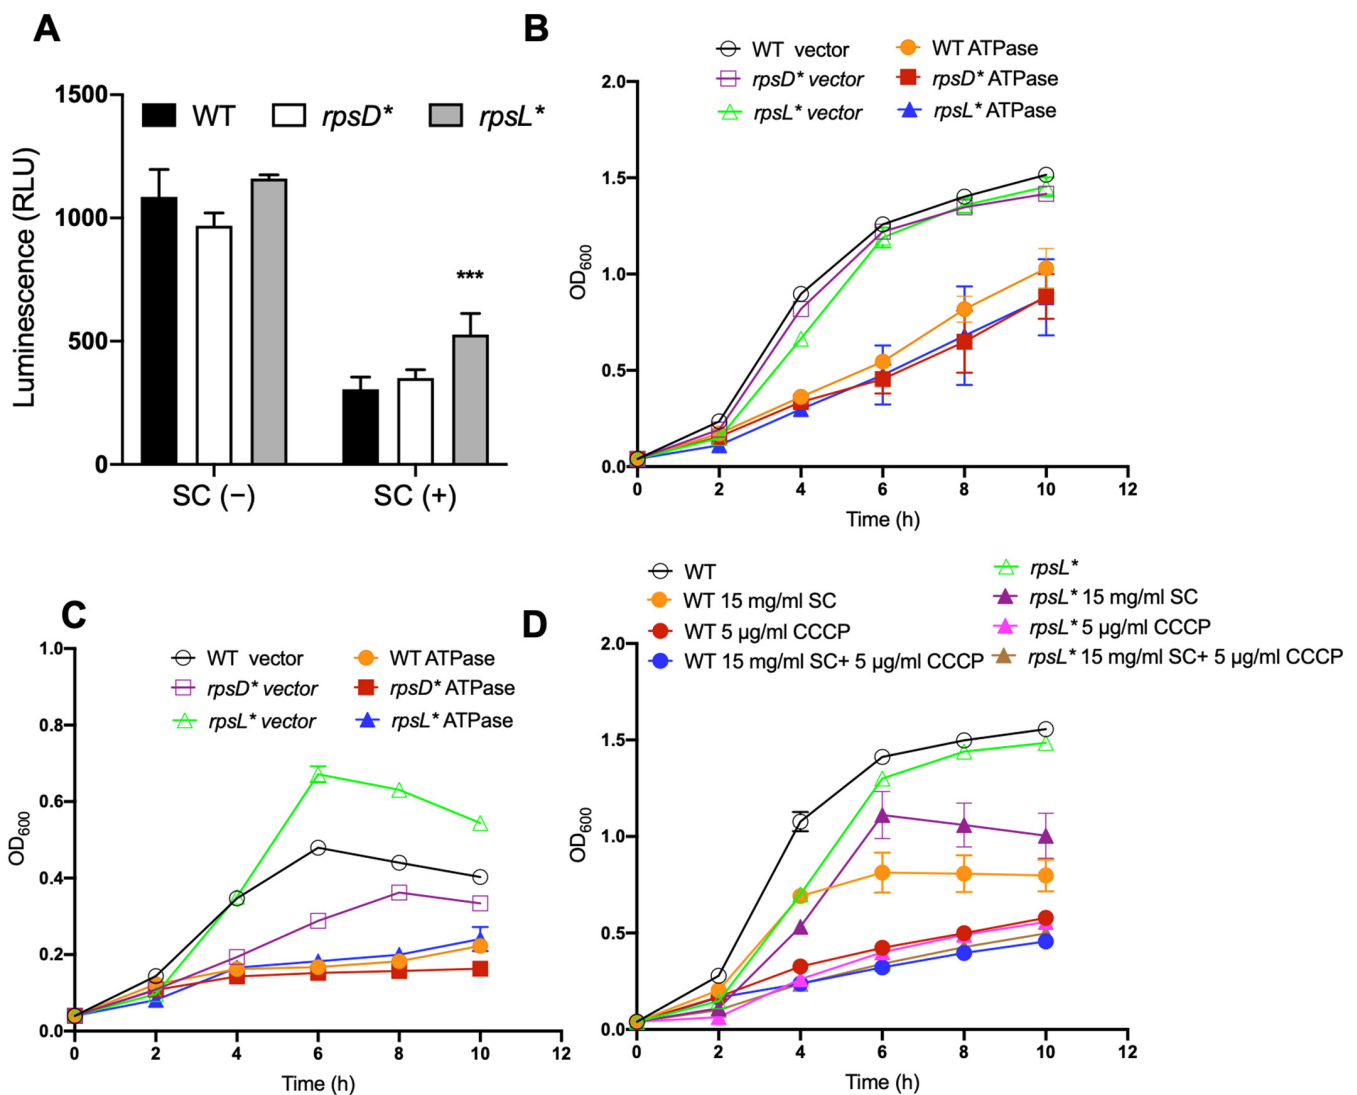 A
1500
1000
500
0
Luminescence (RLU)
WT
rpsD*
rpsL*
***
SC (−)
SC (+)
B
WT vector
rpsD* vector
rpsL* vector
WT ATPase
rpsD* ATPase
rpsL* ATPase
2.0
1.5
1.0
0.5
0.0
OD600
0 2 4 6 8 10 12
Time (h)
C
WT vector
rpsD* vector
rpsL* vector
WT ATPase
rpsD* ATPase
rpsL* ATPase
1.0
0.8
0.6
0.4
0.2
0.0
OD600
0 2 4 6 8 10 12
Time (h)
D
WT
WT 15 mg/ml SC
WT 5 µg/ml CCCP
WT 15 mg/ml SC+ 5 µg/ml CCCP
rpsL*
rpsL* 15 mg/ml SC
rpsL* 5 µg/ml CCCP
rpsL* 15 mg/ml SC+ 5 µg/ml CCCP
2.0
1.5
1.0
0.5
0.0
OD600
0 2 4 6 8 10 12
Time (h)